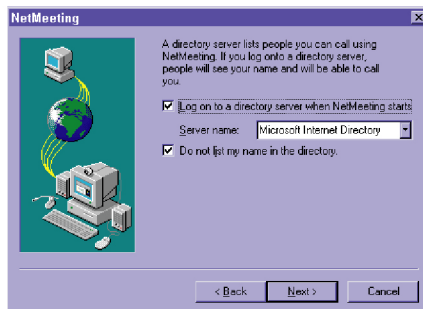 NetMeeting
A directory server lists people you can call using
NetMeeting. If you log onto a directory server,
people will see your name and will be able to call
you.
Log on to a directory server when NetMeeting starts
Server name: Microsoft Internet Directory
Do not list my name in the directory.
< Back Next > Cancel